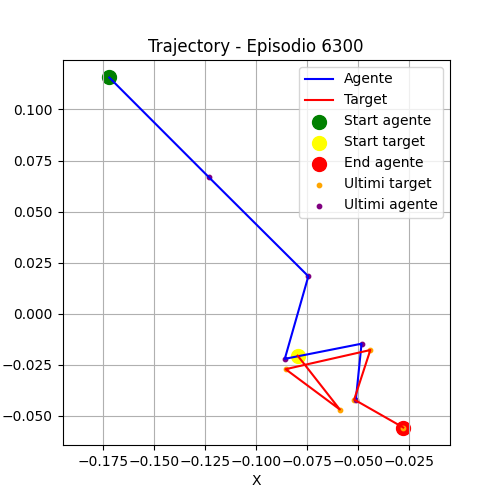 Trajectory - Episodio 6300
Agente
Target
Start agente
Start target
End agente
Ultimi target
Ultimi agente
0.100
0.075
0.050
0.025
0.000
−0.025
−0.050
−0.175
−0.150
−0.125
−0.100
−0.075
−0.050
−0.025
X